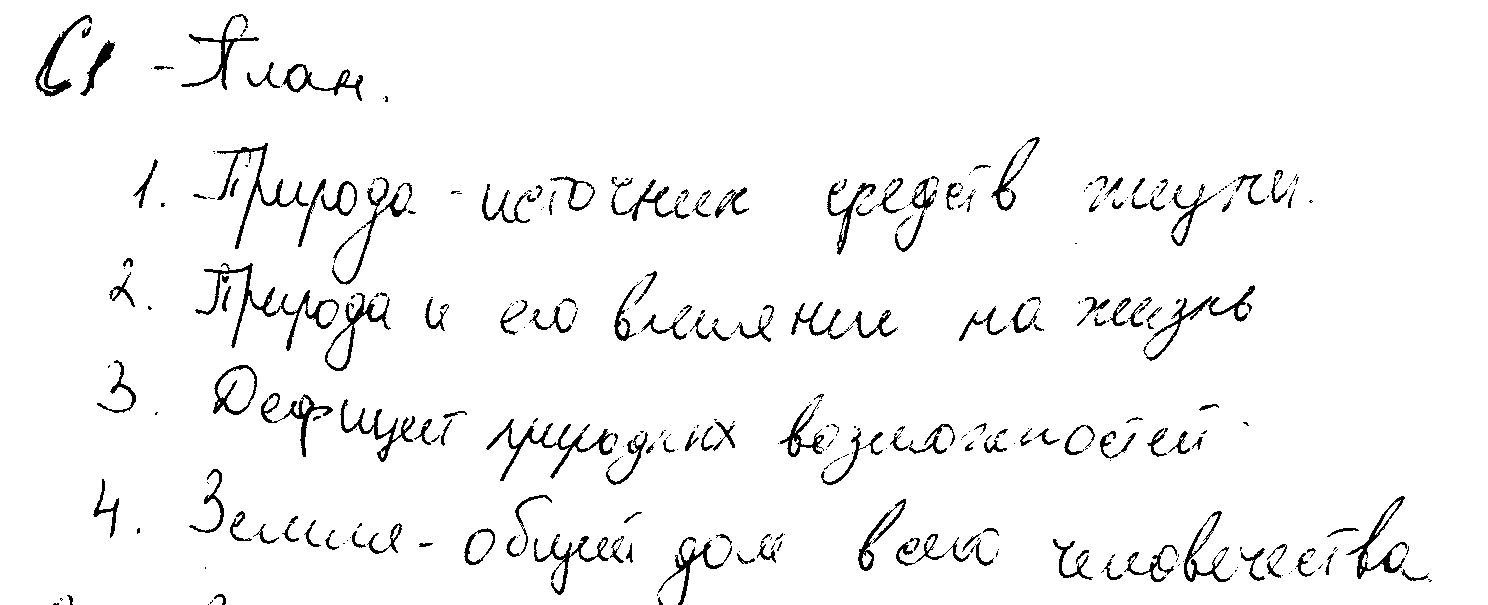 С1 - План.
1. Природа - источник средств жизни.
2. Природа и его влияние на жизнь
3. Дефицит природных возможностей.
4. Земля - общий дом всего человечества